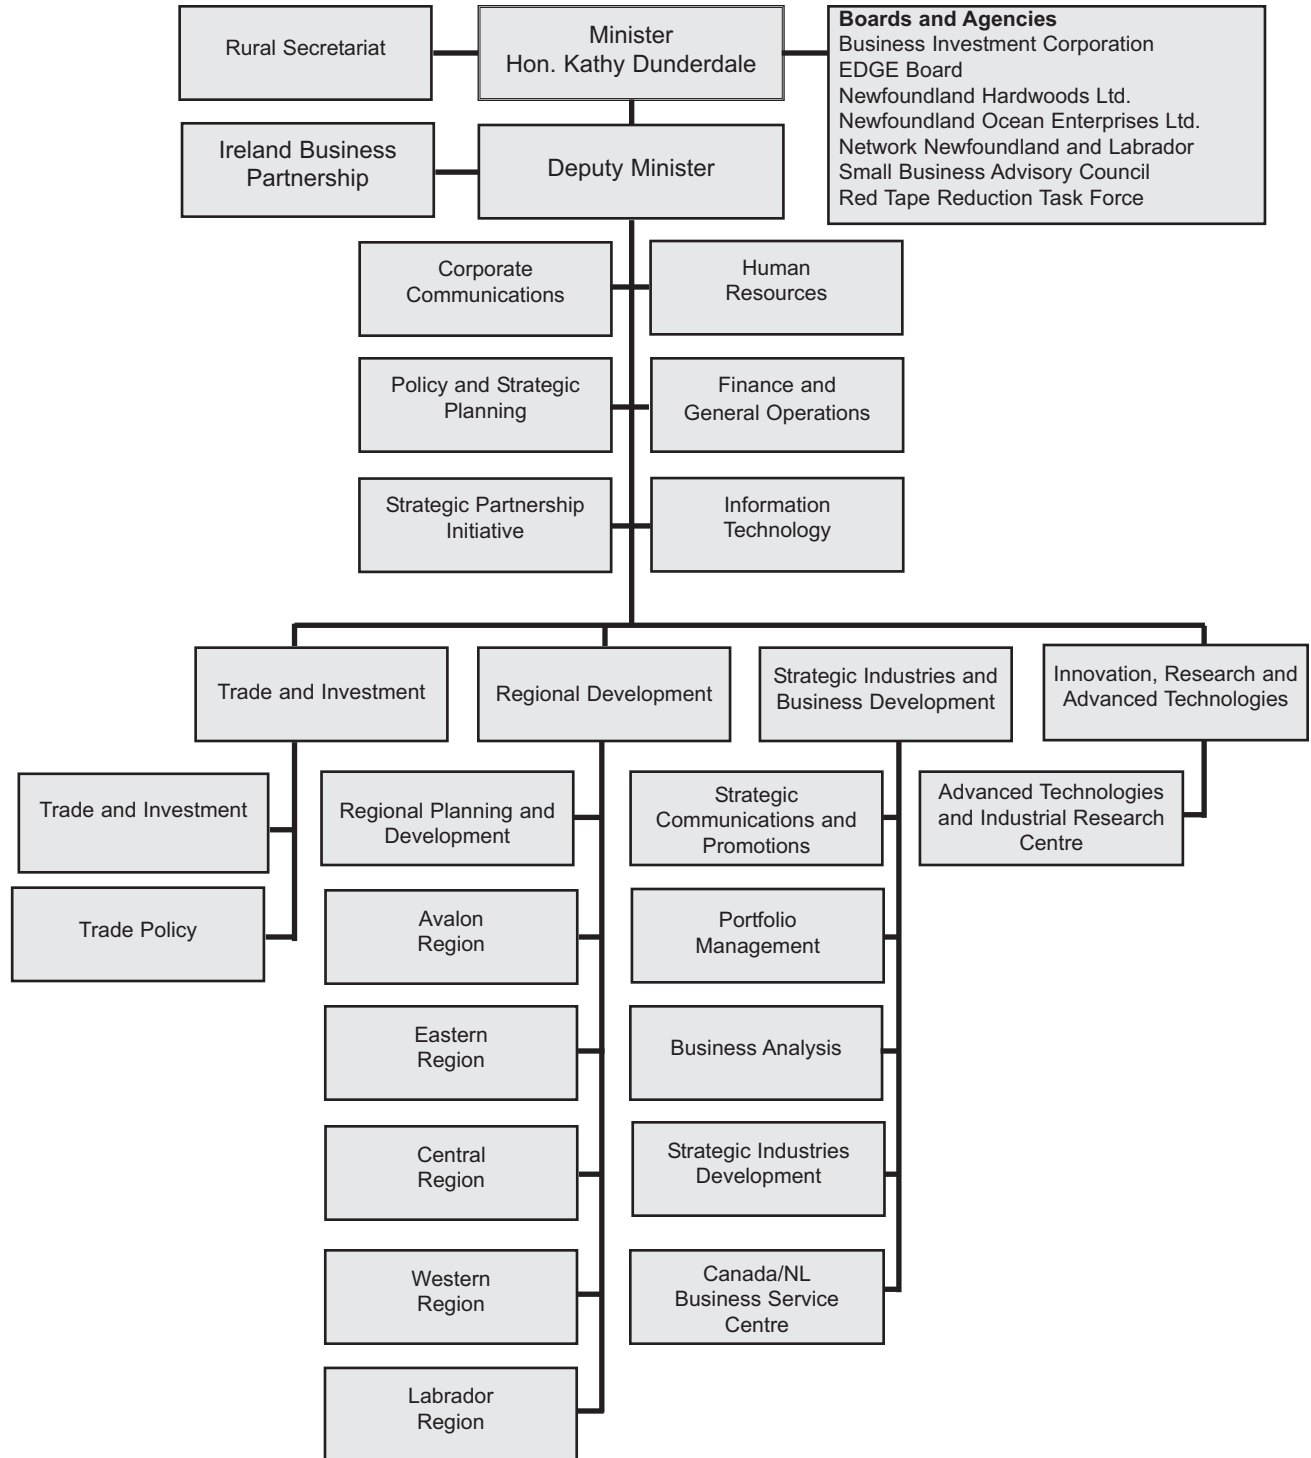 Rural Secretariat
Minister
Hon. Kathy Dunderdale
Boards and Agencies
Business Investment Corporation
EDGE Board
Newfoundland Hardwoods Ltd.
Newfoundland Ocean Enterprises Ltd.
Network Newfoundland and Labrador
Small Business Advisory Council
Red Tape Reduction Task Force
Ireland Business
Partnership
Deputy Minister
Corporate
Communications
Human
Resources
Policy and Strategic
Planning
Finance and
General Operations
Strategic Partnership
Initiative
Information
Technology
Trade and Investment
Regional Development
Strategic Industries and
Business Development
Innovation, Research and
Advanced Technologies
Trade and Investment
Trade Policy
Regional Planning and
Development
Avalon
Region
Eastern
Region
Central
Region
Western
Region
Labrador
Region
Strategic
Communications and
Promotions
Portfolio
Management
Business Analysis
Strategic Industries
Development
Canada/NL
Business Service
Centre
Advanced Technologies
and Industrial Research
Centre